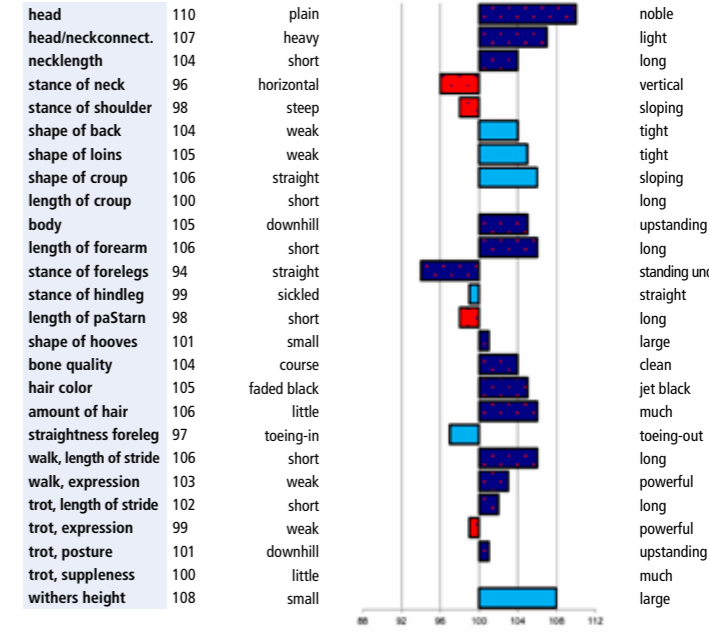 head 110 plain noble
head/neckconnect. 107 heavy light
necklength 104 short long
stance of neck 96 horizontal vertical
stance of shoulder 98 steep sloping
shape of back 104 weak tight
shape of loins 105 weak tight
shape of croup 106 straight sloping
length of croup 100 short long
body 105 downhill upstanding
length of forearm 106 short long
stance of forelegs 94 straight standing und
stance of hindleg 99 sickled straight
length of paStarn 98 short long
shape of hooves 101 small large
bone quality 104 course clean
hair color 105 faded black jet black
amount of hair 106 little much
straightness foreleg 97 toeing-in toeing-out
walk, length of stride 106 short long
walk, expression 103 weak powerful
trot, length of stride 102 short long
trot, expression 99 weak powerful
trot, posture 101 downhill upstanding
trot, suppleness 100 little much
withers height 108 small large
88 92 96 100 104 108 112